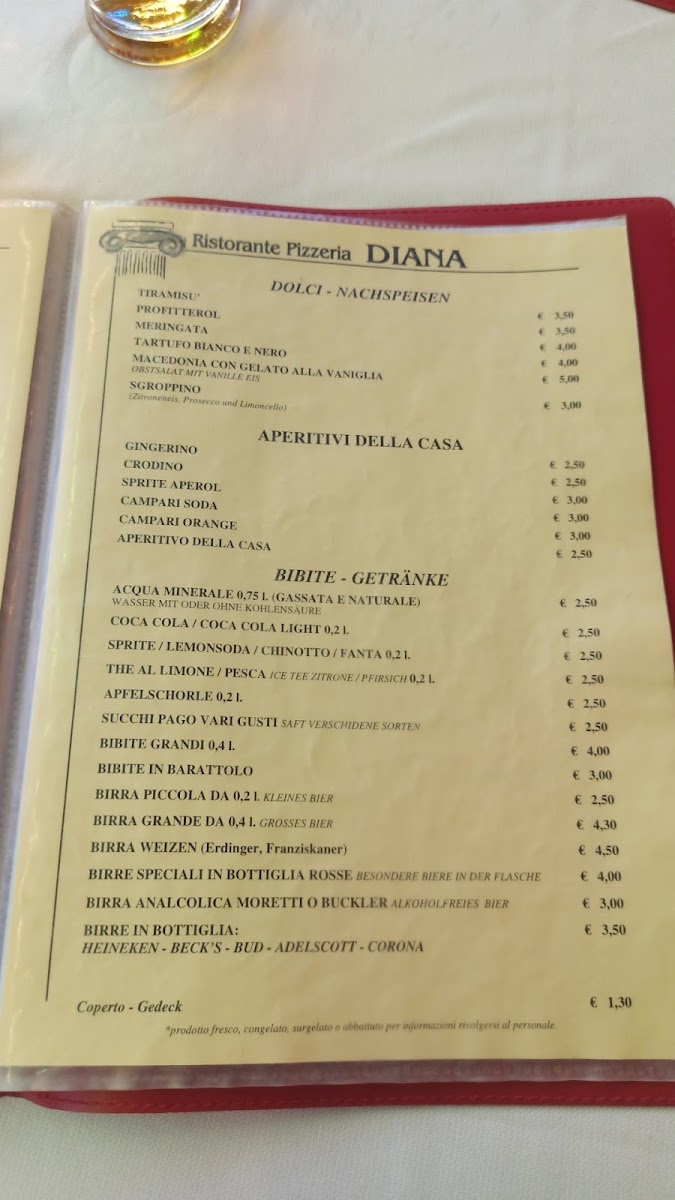 Ristorante Pizzeria DIANA
DOLCI - NACHSPEISEN
TIRAMISU' € 3,50
PROFITTEROL € 3,50
MERINGATA € 4,00
TARTUFO BIANCO E NERO € 4,00
MACEDONIA CON GELATO ALLA VANIGLIA € 5,00
OBSTSALAT MIT VANILLE EIS
SGROPPINO € 3,00
(Zitroneneis, Prosecco und Limoncello)
APERITIVI DELLA CASA
GINGERINO € 2,50
CRODINO € 2,50
SPRITE APEROL € 3,00
CAMPARI SODA € 3,00
CAMPARI ORANGE € 3,00
APERITIVO DELLA CASA € 2,50
BIBITE - GETRÄNKE
ACQUA MINERALE 0,75 l. (GASSATA E NATURALE) € 2,50
WASSER MIT ODER OHNE KOHLENSÄURE
COCA COLA / COCA COLA LIGHT 0,2 l. € 2,50
SPRITE / LEMONSODA / CHINOTTO / FANTA 0,2 l. € 2,50
THE AL LIMONE / PESCA ICE TEE ZITRONE / PFIRSICH 0,2 l. € 2,50
APFELSCHORLE 0,2 l. € 2,50
SUCCHI PAGO VARI GUSTI SAFT VERSCHIDENE SORTEN € 2,50
BIBITE GRANDI 0,4 l. € 4,00
BIBITE IN BARATTOLO € 3,00
BIRRA PICCOLA DA 0,2 l. KLEINES BIER € 2,50
BIRRA GRANDE DA 0,4 l. GROSSES BIER € 4,30
BIRRA WEIZEN (Erdinger, Franziskaner) € 4,50
BIRRE SPECIALI IN BOTTIGLIA ROSSE BESONDERE BIERE IN DER FLASCHE € 4,00
BIRRA ANALCOLICA MORETTI O BUCKLER ALKOHOLFREIES BIER € 3,00
BIRRE IN BOTTIGLIA: € 3,50
HEINEKEN - BECK'S - BUD - ADELSCOTT - CORONA
Coperto - Gedeck € 1,30
*prodotto fresco, congelato, surgelato o abbattuto per informazioni rivolgersi al personale.